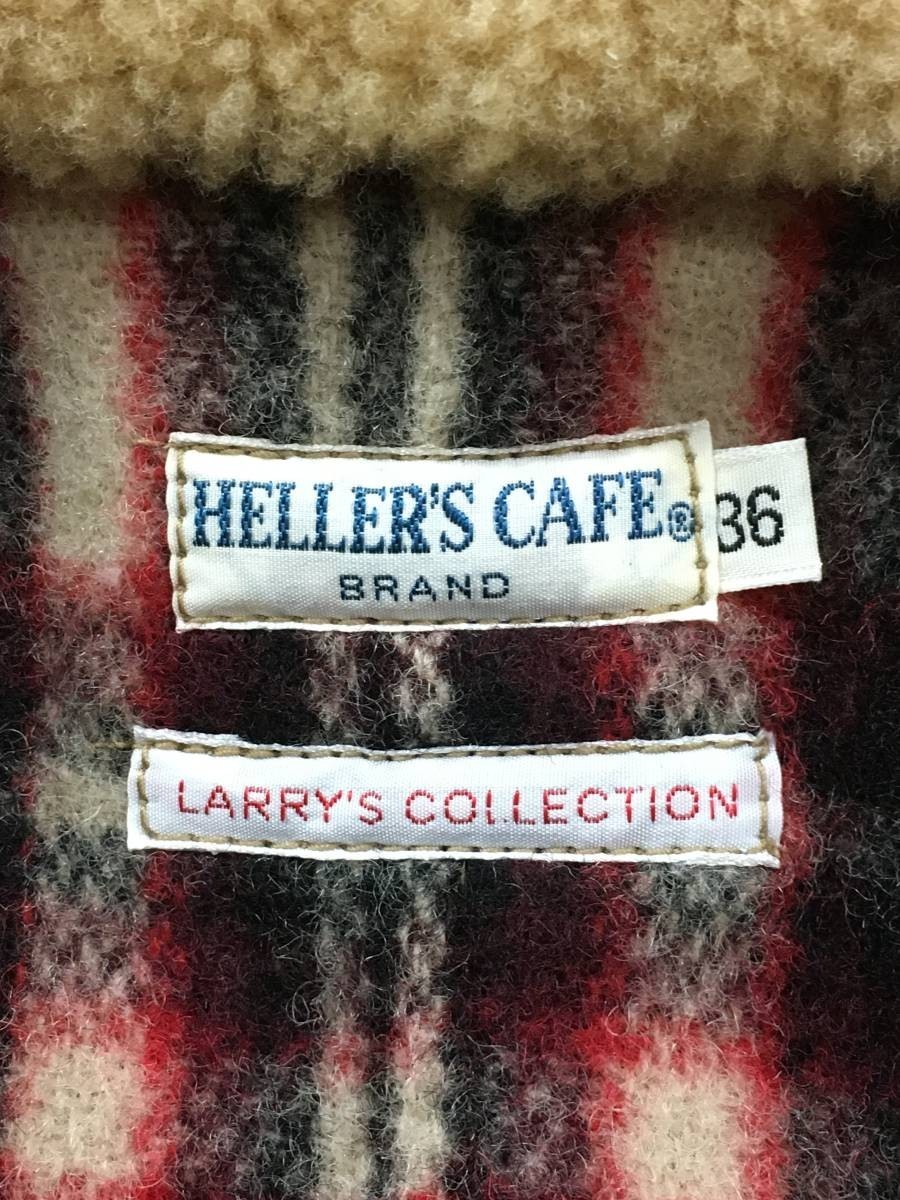 HELLER'S CAFE® 36
BRAND
LARRY'S COLLECTION